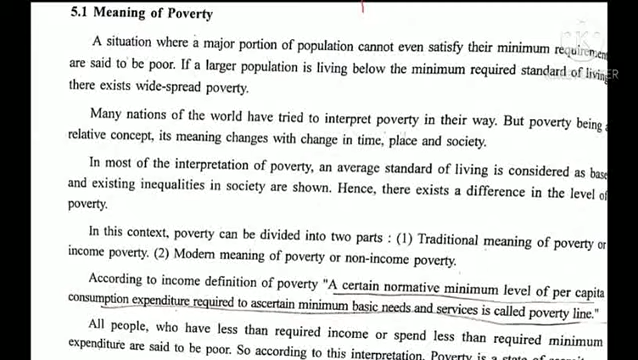 5.1 Meaning of Poverty
A situation where a major portion of population cannot even satisfy their minimum requirement
are said to be poor. If a larger population is living below the minimum required standard of living
there exists wide-spread poverty.
Many nations of the world have tried to interpret poverty in their way. But poverty being a
relative concept, its meaning changes with change in time, place and society.
In most of the interpretation of poverty, an average standard of living is considered as base
and existing inequalities in society are shown. Hence, there exists a difference in the level of
poverty.
In this context, poverty can be divided into two parts : (1) Traditional meaning of poverty or
income poverty. (2) Modern meaning of poverty or non-income poverty.
According to income definition of poverty "A certain normative minimum level of per capita
consumption expenditure required to ascertain minimum basic needs and services is called poverty line."
All people, who have less than required income or spend less than required minimum
expenditure are said to be poor. So according to this interpretation, Poverty is a state of